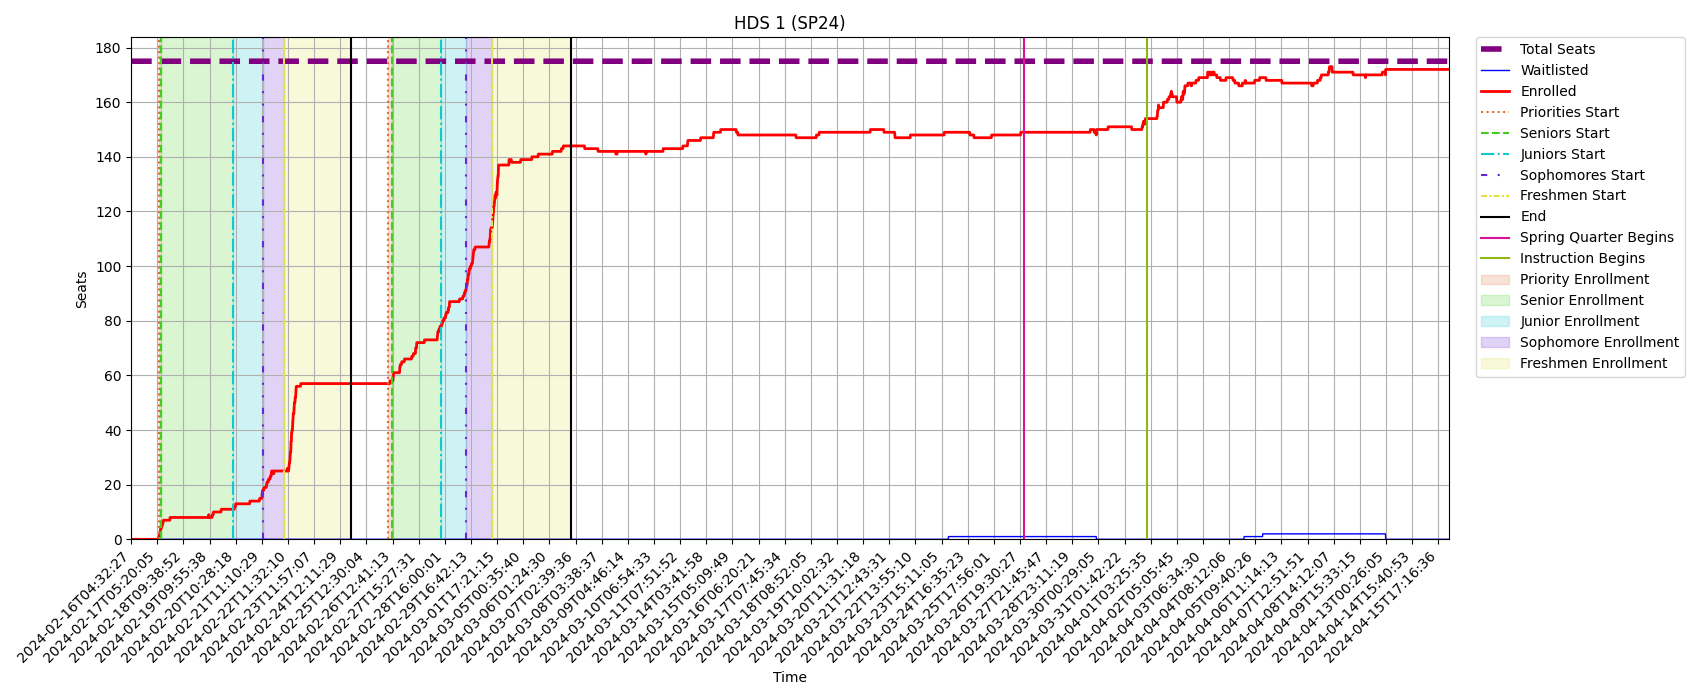 HDS 1 (SP24)
Seats
180
160
140
120
100
80
60
40
20
0
2024-02-16T04:32:27
2024-02-17T05:20:05
2024-02-18T09:38:52
2024-02-19T09:55:38
2024-02-20T10:28:18
2024-02-21T11:10:29
2024-02-22T11:32:10
2024-02-23T11:57:07
2024-02-24T12:11:29
2024-02-25T12:30:04
2024-02-26T12:41:13
2024-02-27T15:27:31
2024-02-28T16:00:01
2024-02-29T16:42:13
2024-03-01T17:21:15
2024-03-05T00:35:40
2024-03-06T01:24:30
2024-03-07T02:39:36
2024-03-08T03:38:37
2024-03-09T04:46:14
2024-03-10T06:54:33
2024-03-11T07:51:52
2024-03-14T03:41:58
2024-03-15T05:09:49
2024-03-16T06:20:21
2024-03-17T07:45:34
2024-03-18T08:52:05
2024-03-19T10:02:32
2024-03-20T11:31:18
2024-03-21T12:43:31
2024-03-22T13:55:10
2024-03-23T15:11:05
2024-03-24T16:35:23
2024-03-25T17:56:01
2024-03-26T19:30:27
2024-03-27T21:45:47
2024-03-28T23:11:19
2024-03-30T00:29:05
2024-03-31T01:42:22
2024-04-01T03:25:35
2024-04-02T05:05:45
2024-04-03T06:34:30
2024-04-04T08:12:06
2024-04-05T09:40:26
2024-04-06T11:14:13
2024-04-07T12:51:51
2024-04-08T14:12:07
2024-04-09T15:33:15
2024-04-13T00:26:05
2024-04-14T15:40:53
2024-04-15T17:16:36
Time
Total Seats
Waitlisted
Enrolled
Priorities Start
Seniors Start
Juniors Start
Sophomores Start
Freshmen Start
End
Spring Quarter Begins
Instruction Begins
Priority Enrollment
Senior Enrollment
Junior Enrollment
Sophomore Enrollment
Freshmen Enrollment